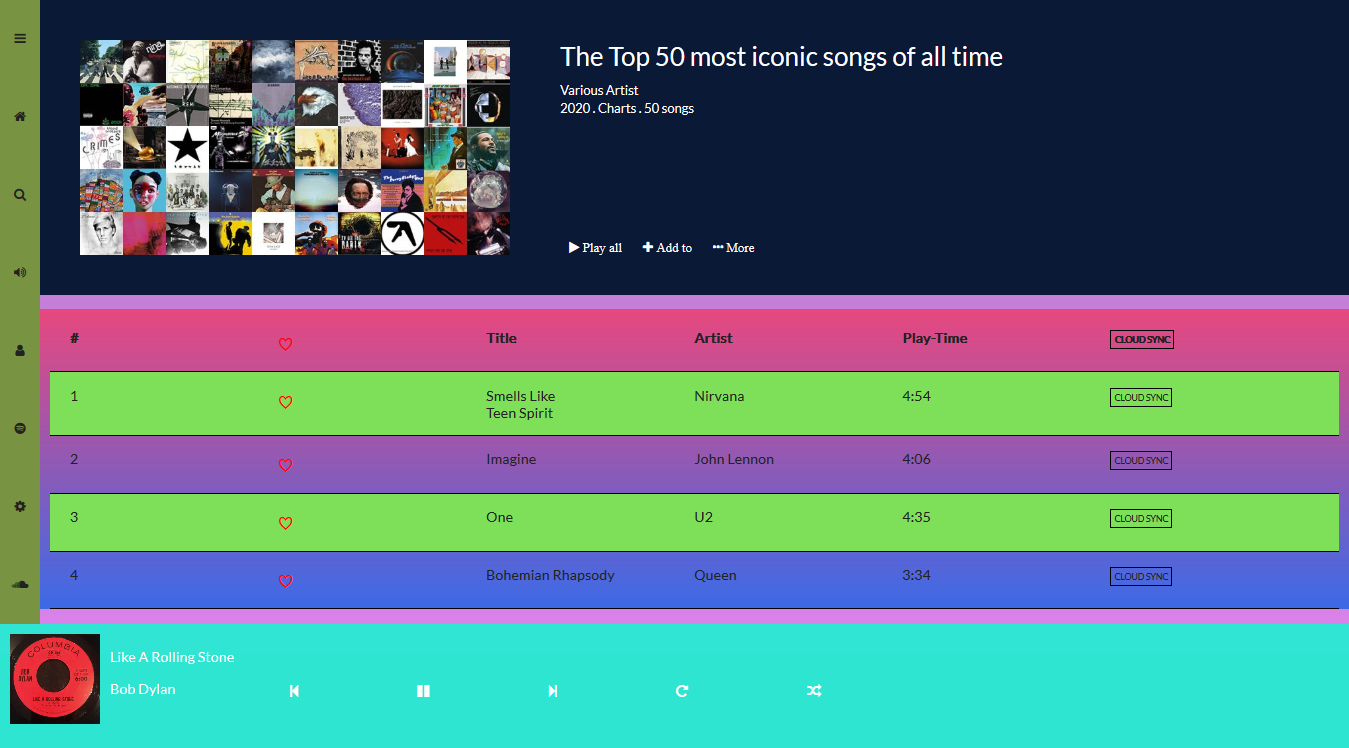 The Top 50 most iconic songs of all time
Various Artist
2020 . Charts . 50 songs
Play all Add to More
# Title Artist Play-Time CLOUD SYNC
1 Smells Like Nirvana 4:54 CLOUD SYNC
Teen Spirit
2 Imagine John Lennon 4:06 CLOUD SYNC
3 One U2 4:35 CLOUD SYNC
4 Bohemian Rhapsody Queen 3:34 CLOUD SYNC
COLUMBIA
BOB
DYLAN
LIKE A ROLLING STONE
Like A Rolling Stone
Bob Dylan